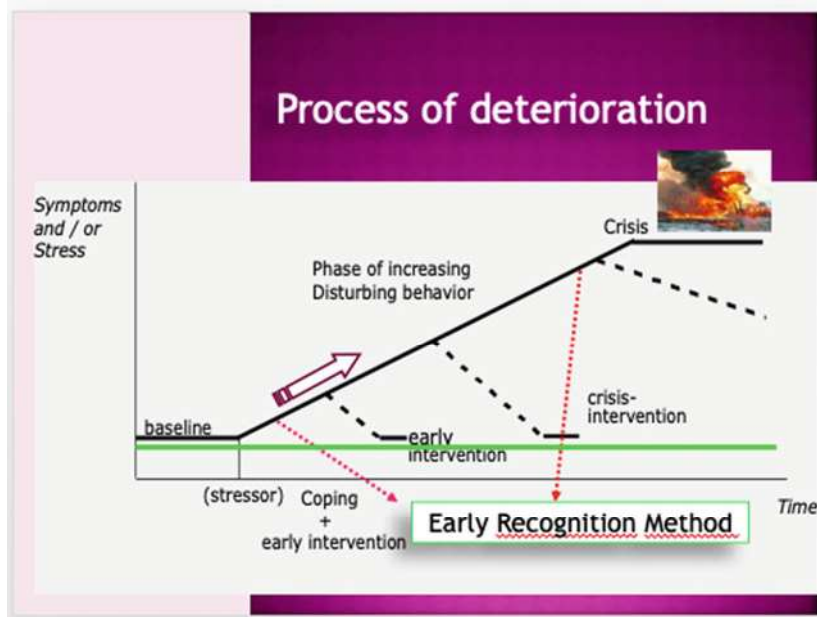 Process of deterioration
Symptoms
and / or
Stress
Crisis
Phase of increasing
Disturbing behavior
crisis-
intervention
baseline
early
intervention
(stressor)
Coping
+
early intervention
Early Recognition Method
Time